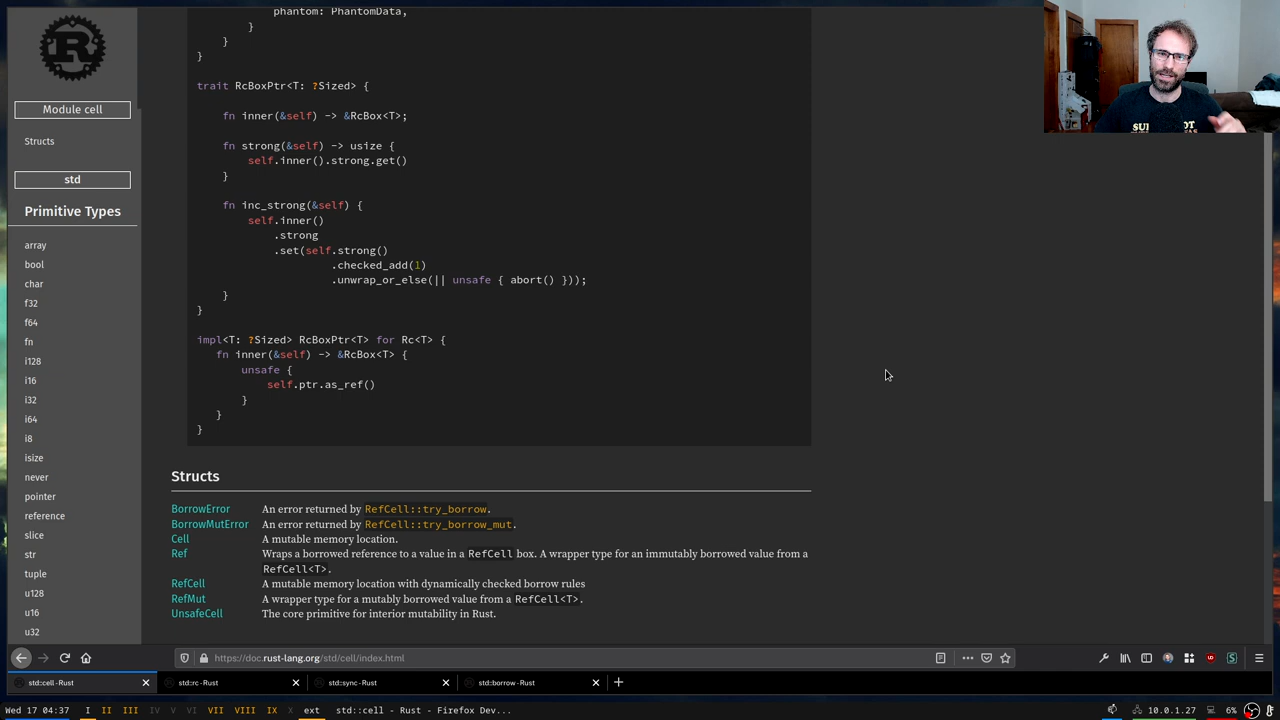 phantom: PhantomData,
}
}
}
trait RcBoxPtr<T: ?Sized> {
fn inner(&self) -> &RcBox<T>;
fn strong(&self) -> usize {
self.inner().strong.get()
}
fn inc_strong(&self) {
self.inner()
.strong
.set(self.strong()
.checked_add(1)
.unwrap_or_else(|| unsafe { abort() }));
}
}
impl<T: ?Sized> RcBoxPtr<T> for Rc<T> {
fn inner(&self) -> &RcBox<T> {
unsafe {
self.ptr.as_ref()
}
}
}
Structs
BorrowError An error returned by RefCell::try_borrow.
BorrowMutError An error returned by RefCell::try_borrow_mut.
Cell A mutable memory location.
Ref Wraps a borrowed reference to a value in a RefCell box. A wrapper type for an immutably borrowed value from a
RefCell<T>.
RefCell A mutable memory location with dynamically checked borrow rules
RefMut A wrapper type for a mutably borrowed value from a RefCell<T>.
UnsafeCell The core primitive for interior mutability in Rust.
R
Module cell
Structs
std
Primitive Types
array
bool
char
f32
f64
fn
i128
i16
i32
i64
i8
isize
never
pointer
reference
slice
str
tuple
u128
u16
u32
https://doc.rust-lang.org/std/cell/index.html
std::cell - Rust
std::rc - Rust
std::sync - Rust
std::borrow - Rust
Wed 17 04:37 I II III IV V VI VII VIII IX X ext std::cell - Rust - Firefox Dev...
10.0.1.27 6%